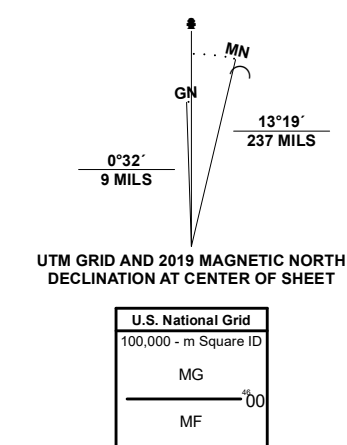 MN
GN
13°19´
237 MILS
0°32´
9 MILS
UTM GRID AND 2019 MAGNETIC NORTH
DECLINATION AT CENTER OF SHEET
U.S. National Grid
100,000 - m Square ID
MG
46 00
MF